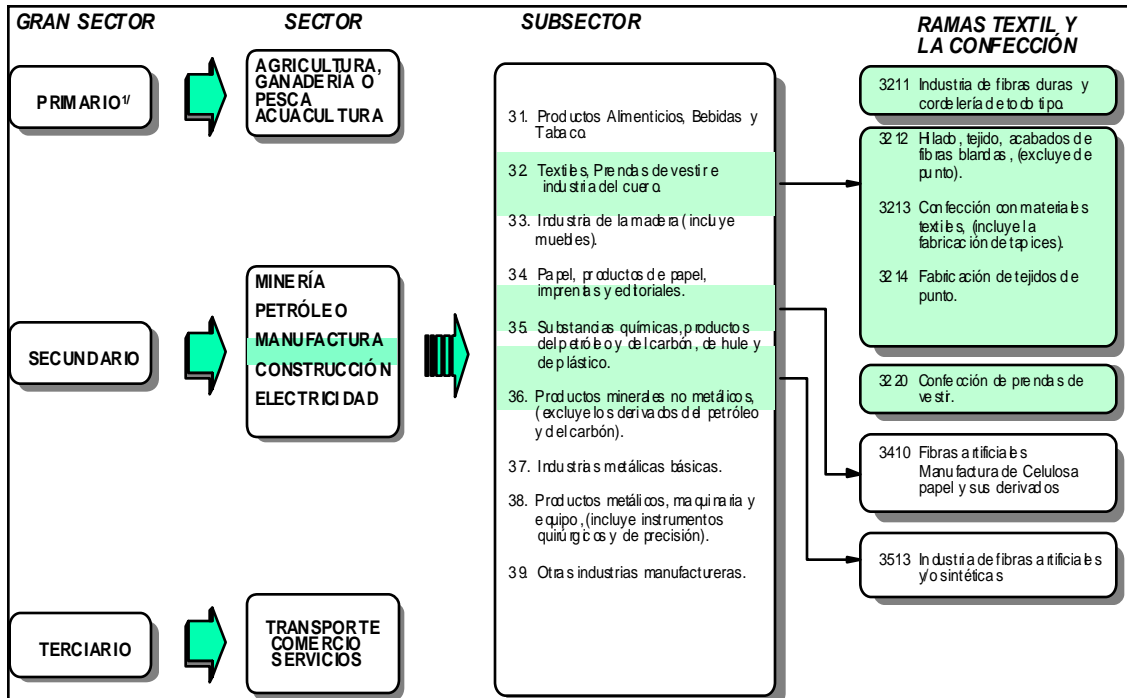 GRAN SECTOR
SECTOR
SUBSECTOR
RAMAS TEXTIL Y
LA CONFECCIÓN
PRIMARIO1/
AGRICULTURA,
GANADERÍA O
PESCA
ACUACULTURA
SECUNDARIO
MINERÍA
PETRÓLEO
MANUFACTURA
CONSTRUCCIÓN
ELECTRICIDAD
TERCIARIO
TRANSPORTE
COMERCIO
SERVICIOS
31. Productos Alimenticios, Bebidas y
Tabaco.
32. Textiles, Prendas de vestir e
industria del cuero.
33. Industria de la madera (incluye
muebles).
34. Papel, productos de papel,
imprentas y editoriales.
35. Substancias químicas, productos
del petróleo y del carbón, de hule y
de plástico.
36. Productos minerales no metálicos,
(excluye los derivados del petróleo
y del carbón).
37. Industrias metálicas básicas.
38. Productos metálicos, maquinaria y
equipo, (incluye instrumentos
quirúrgicos y de precisión).
39. Otras industrias manufactureras.
3211 Industria de fibras duras y
cordelería de todo tipo.
3212 Hilado, tejido, acabados de
fibras blandas, (excluye de
punto).
3213 Confección con materiales
textiles, (incluye la
fabricación de tapices).
3214 Fabricación de tejidos de
punto.
3220 Confección de prendas de
vestir.
3410 Fibras artificiales
Manufactura de Celulosa
papel y sus derivados
3513 Industria de fibras artificiales
y/o sintéticas